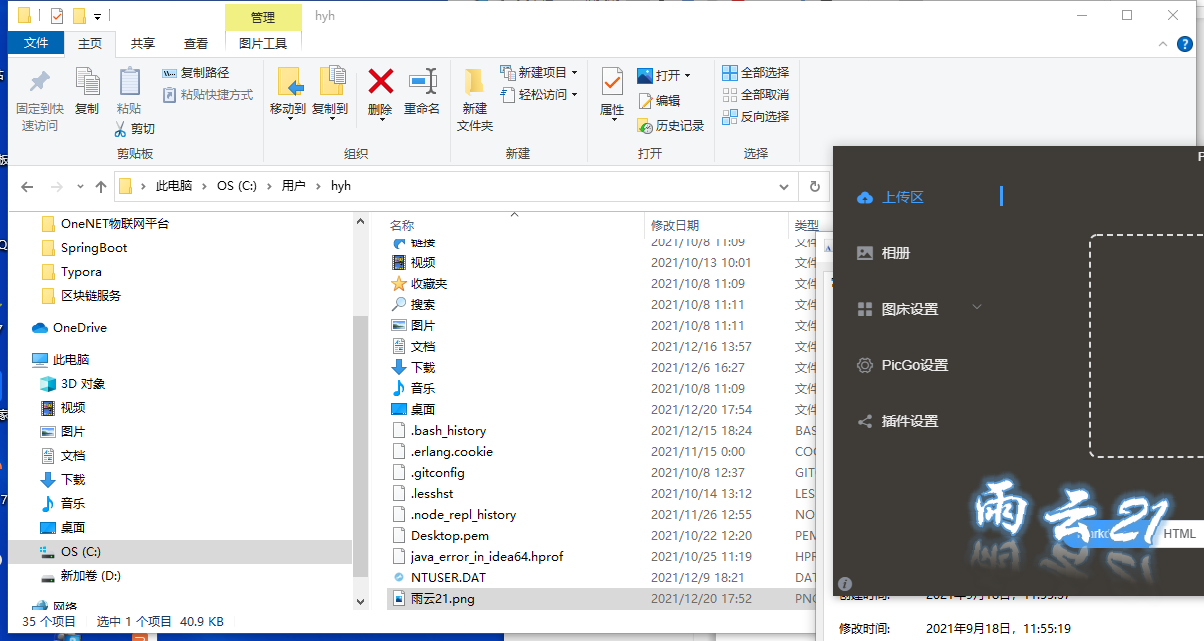 管理
hyh
文件
主页
共享
查看
图片工具
固定到快
速访问
复制
粘贴
复制路径
粘贴快捷方式
剪切
剪贴板
移动到
复制到
删除
重命名
组织
新建
文件夹
新建项目
轻松访问
新建
属性
打开
编辑
历史记录
打开
全部选择
全部取消
反向选择
选择
此电脑
OS (C:)
用户
hyh
OneNET物联网平台
SpringBoot
Typora
区块链服务
OneDrive
此电脑
3D 对象
视频
图片
文档
下载
音乐
桌面
OS (C:)
新加卷 (D:)
网络
名称 修改日期 类型
链接 2021/10/8 11:09 文件
视频 2021/10/13 10:01 文件
收藏夹 2021/10/8 11:09 文件
搜索 2021/10/8 11:11 文件
图片 2021/10/8 11:11 文件
文档 2021/12/16 13:57 文件
下载 2021/12/6 16:27 文件
音乐 2021/10/8 11:09 文件
桌面 2021/12/20 17:54 文件
.bash_history 2021/12/15 18:24 BAS
.erlang.cookie 2021/11/15 0:00 COO
.gitconfig 2021/10/8 12:37 GIT
.lesshst 2021/10/14 13:12 LES
.node_repl_history 2021/11/26 12:55 NO
Desktop.pem 2021/10/22 12:20 PEM
java_error_in_idea64.hprof 2021/10/25 11:19 HPR
NTUSER.DAT 2021/12/9 18:21 DAT
雨云21.png 2021/12/20 17:52 PNG
35 个项目 选中 1 个项目 40.9 KB
上传区
相册
图床设置
PicGo设置
插件设置
雨云21
HTML
创建时间: 2021年9月18日，11:55:57
修改时间: 2021年9月18日，11:55:19